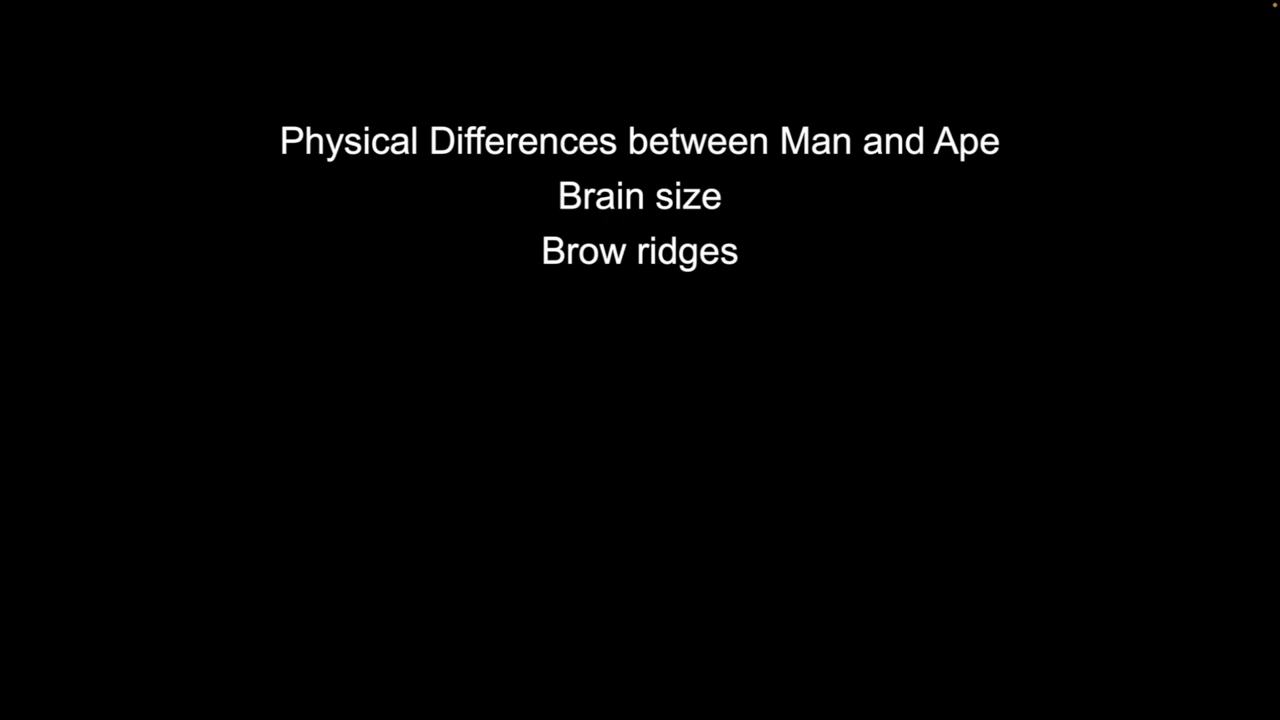 Physical Differences between Man and Ape
Brain size
Brow ridges